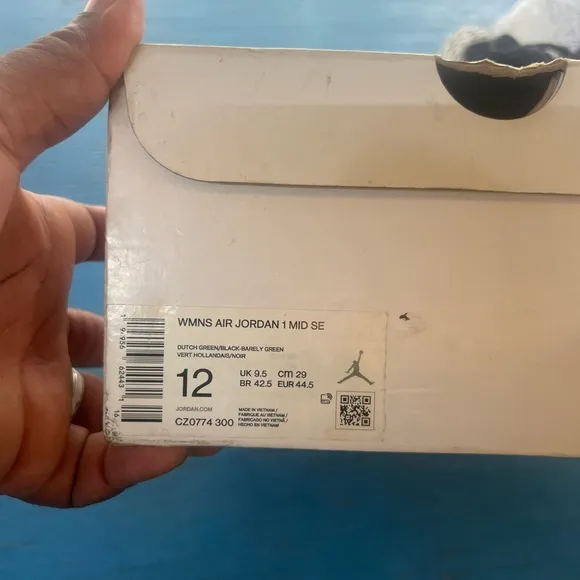 WMNS AIR JORDAN 1 MID SE
DUTCH GREEN/BLACK-BARELY GREEN
VERT HOLLANDAIS/NOIR
12
UK 9.5 cm 29
BR 42.5 EUR 44.5
JORDAN.COM
CZ0774 300
MADE IN VIETNAM/
FABRIQUE AU VIETNAM/
FABRICADO NO VIETNÃ/
HECHO EN VIETNAM